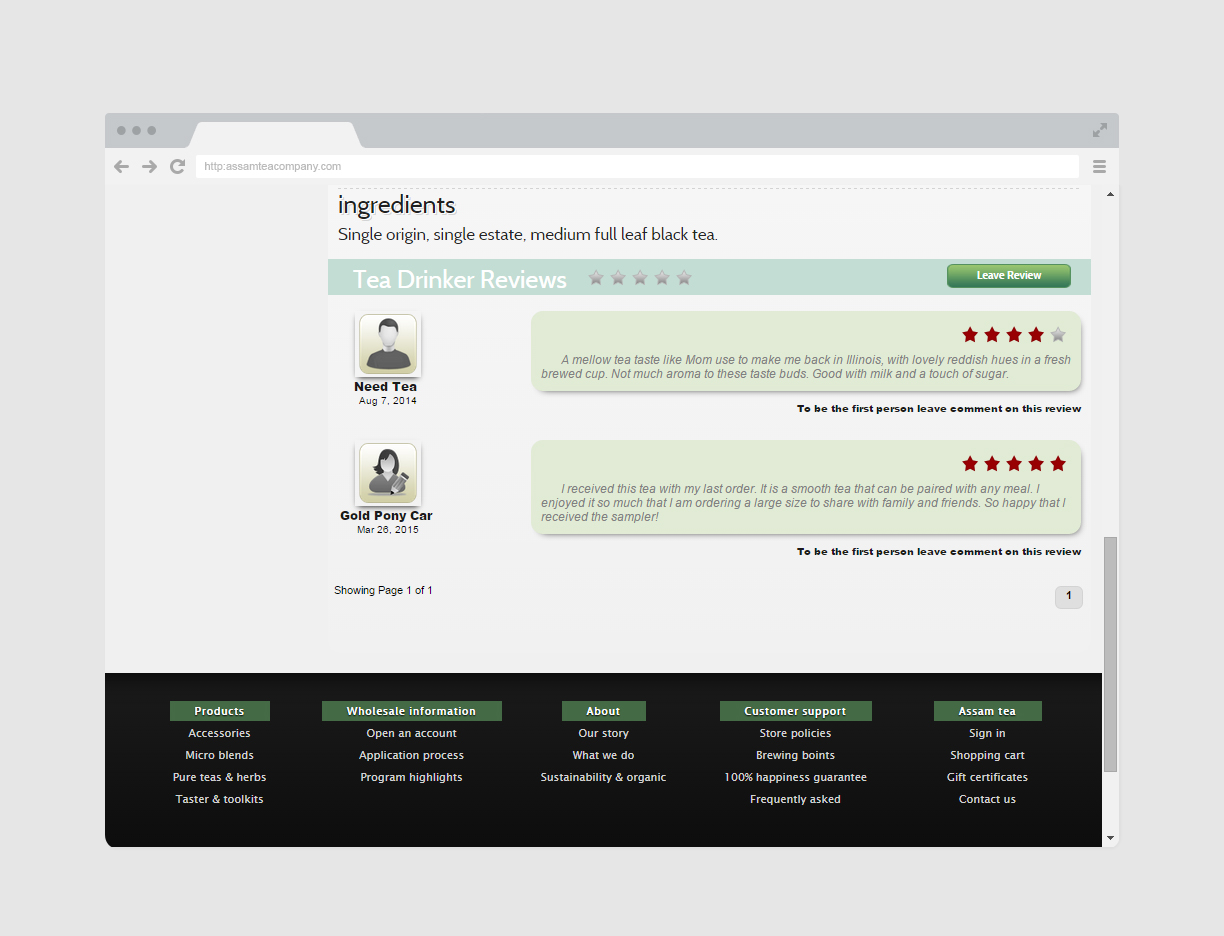 http:assamteacompany.com
ingredients
Single origin, single estate, medium full leaf black tea.
Tea Drinker Reviews
Leave Review
Need Tea
Aug 7, 2014
A mellow tea taste like Mom use to make me back in Illinois, with lovely reddish hues in a fresh
brewed cup. Not much aroma to these taste buds. Good with milk and a touch of sugar.
To be the first person leave comment on this review
Gold Pony Car
Mar 26, 2015
I received this tea with my last order. It is a smooth tea that can be paired with any meal. I
enjoyed it so much that I am ordering a large size to share with family and friends. So happy that I
received the sampler!
To be the first person leave comment on this review
Showing Page 1 of 1
1
Products
Accessories
Micro blends
Pure teas & herbs
Taster & toolkits
Wholesale information
Open an account
Application process
Program highlights
About
Our story
What we do
Sustainability & organic
Customer support
Store policies
Brewing boints
100% happiness guarantee
Frequently asked
Assam tea
Sign in
Shopping cart
Gift certificates
Contact us